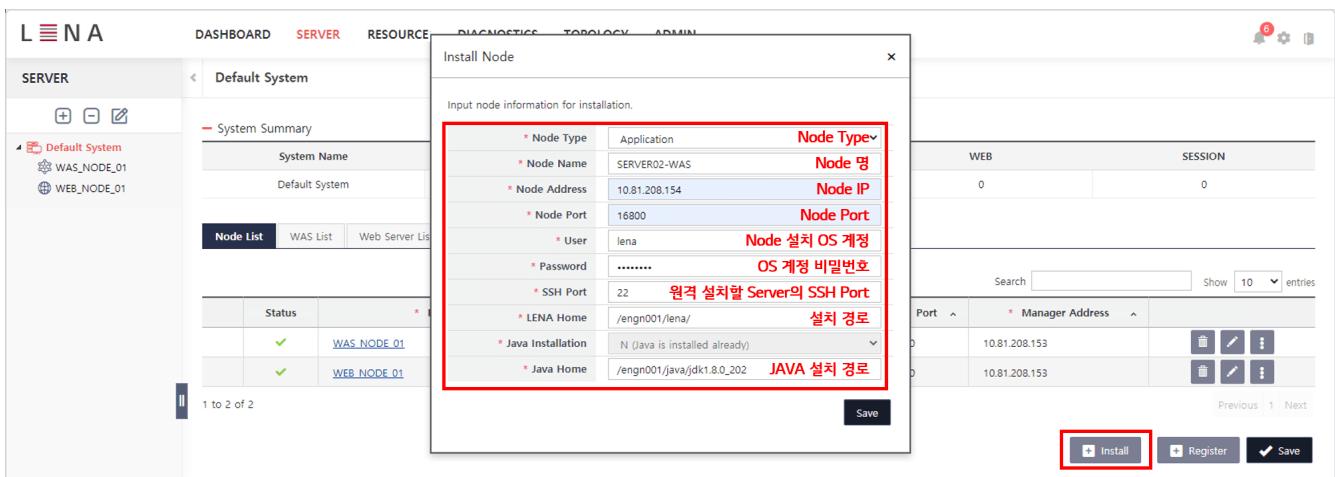 LENA
DASHBOARD SERVER RESOURCE DIAGNOSTICS TOPOLOGY ADMIN
6
SERVER
Default System
Default System
WAS_NODE_01
WEB_NODE_01
System Summary
System Name WEB SESSION
Default System 0 0
Node List WAS List Web Server Lis
Search Show 10 entries
Status * Port * Manager Address
WAS_NODE_01 10.81.208.153
WEB_NODE_01 10.81.208.153
1 to 2 of 2
Previous 1 Next
Install Register Save
Install Node ×
Input node information for installation.
* Node Type Application Node Type
* Node Name SERVER02-WAS Node 명
* Node Address 10.81.208.154 Node IP
* Node Port 16800 Node Port
* User lena Node 설치 OS 계정
* Password •••••••• OS 계정 비밀번호
* SSH Port 22 원격 설치할 Server의 SSH Port
* LENA Home /engn001/lena/ 설치 경로
* Java Installation N (Java is installed already)
* Java Home /engn001/java/jdk1.8.0_202 JAVA 설치 경로
Save